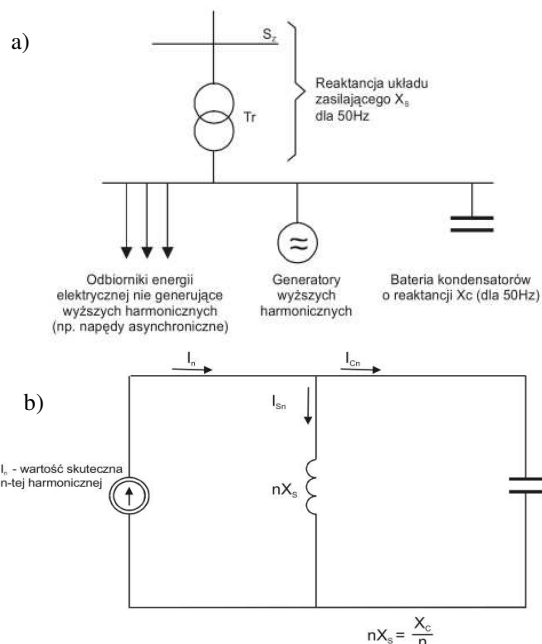 a)
S_z
Tr
Reaktancja układu
zasilającego X_s
dla 50Hz
Odbiorniki energii
elektrycznej nie generujące
wyższych harmonicznych
(np. napędy asynchroniczne)
Generatory
wyższych
harmonicznych
Bateria kondensatorów
o reaktancji Xc (dla 50Hz)
b)
I_n
I_Cn
I_Sn
I_n - wartość skuteczna
n-tej harmonicznej
nX_S
nX_S = X_C / n